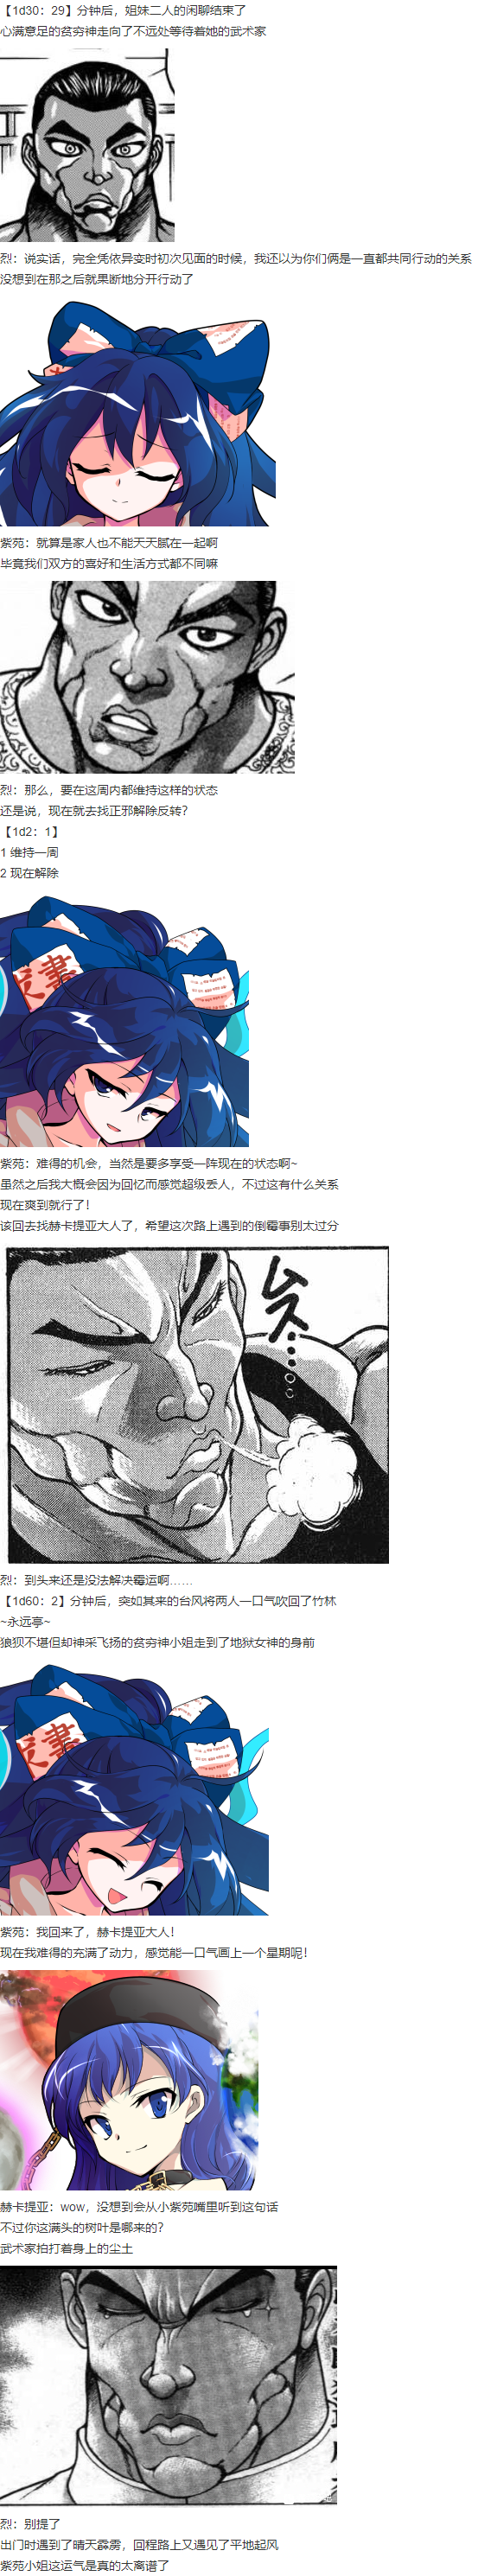 【1d30：29】分钟后，姐妹二人的闲聊结束了
心满意足的贫穷神走向了不远处等待着她的武术家
烈：说实话，完全凭依异变时初次见面的时候，我还以为你们俩是一直都共同行动的关系
没想到在那之后就果断地分开行动了
紫苑：就算是家人也不能天天腻在一起啊
毕竟我们双方的喜好和生活方式都不同嘛
烈：那么，要在这周内都维持这样的状态
还是说，现在就去找正邪解除反转？
【1d2：1】
1 维持一周
2 现在解除
紫苑：难得的机会，当然是要多享受一阵现在的状态啊~
虽然之后我大概会因为回忆而感觉超级丢人，不过这有什么关系
现在爽到就行了！
该回去找赫卡提亚大人了，希望这次路上遇到的倒霉事别太过分
ムス…
烈：到头来还是没法解决霉运啊……
【1d60：2】分钟后，突如其来的台风将两人一口气吹回了竹林
~永远亭~
狼狈不堪但却神采飞扬的贫穷神小姐走到了地狱女神的身前
紫苑：我回来了，赫卡提亚大人！
现在我难得的充满了动力，感觉能一口气画上一个星期呢！
赫卡提亚：wow，没想到会从小紫苑嘴里听到这句话
不过你这满头的树叶是哪来的？
武术家拍打着身上的尘土
烈：别提了
出门时遇到了晴天霹雳，回程路上又遇见了平地起风
紫苑小姐这运气是真的太离谱了